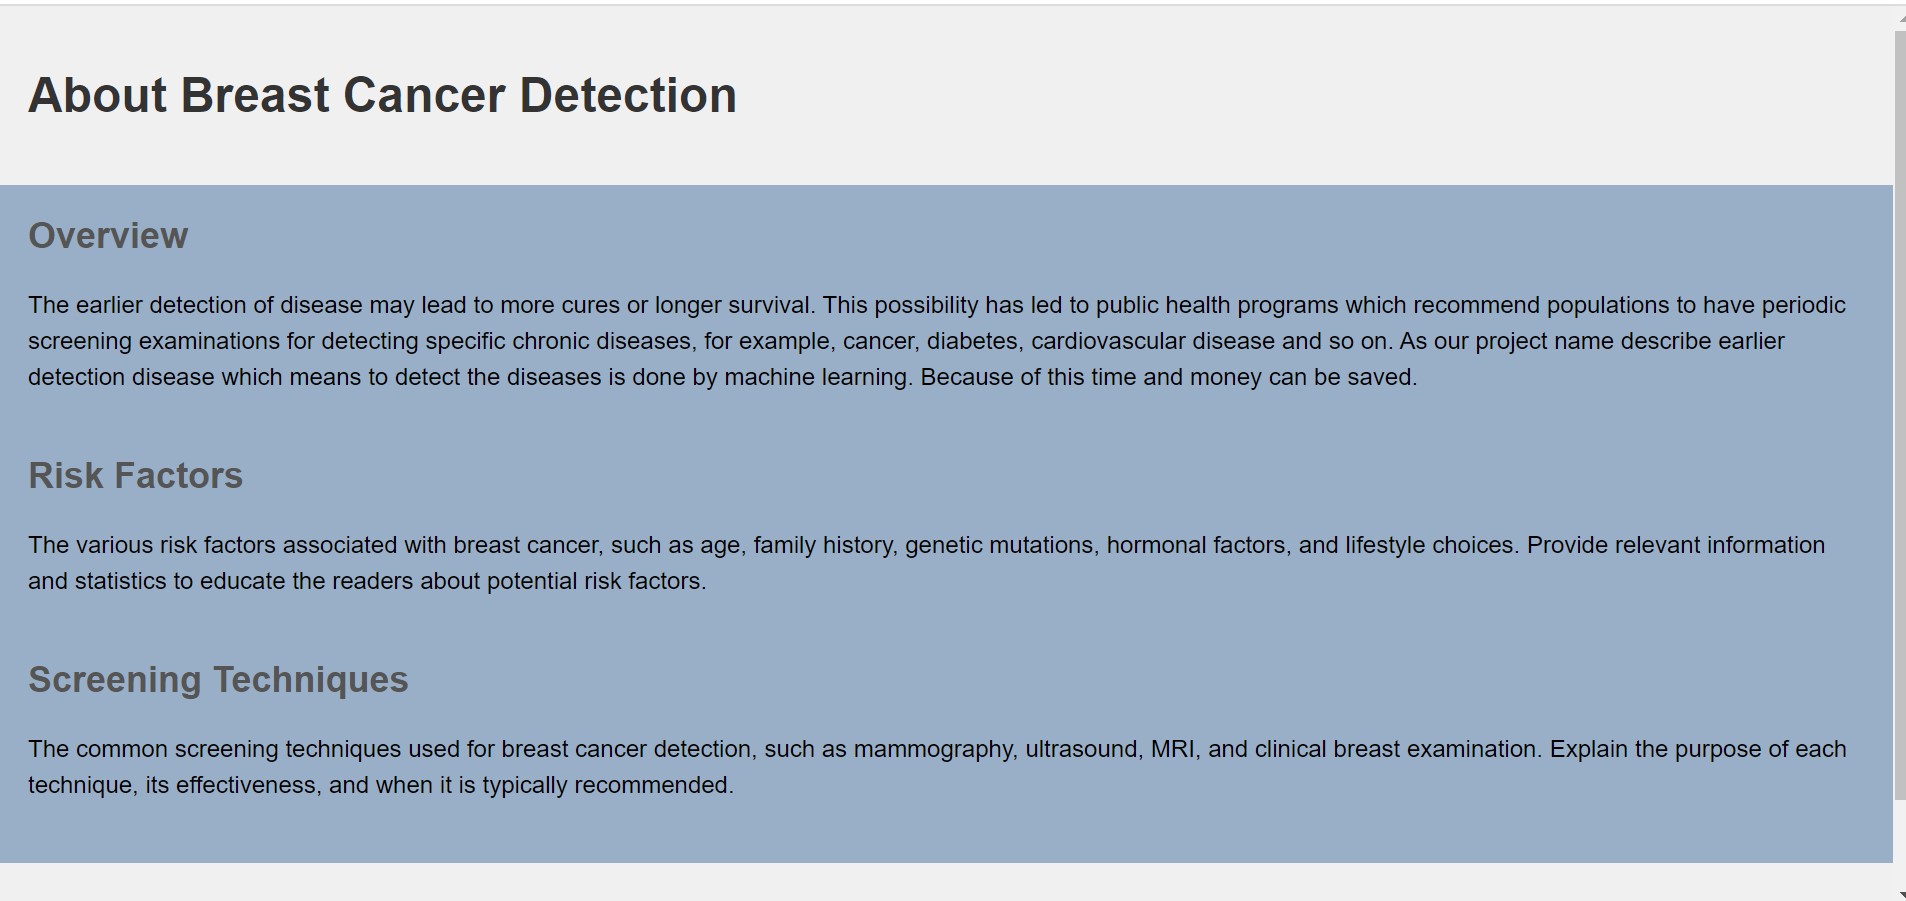 About Breast Cancer Detection
Overview
The earlier detection of disease may lead to more cures or longer survival. This possibility has led to public health programs which recommend populations to have periodic
screening examinations for detecting specific chronic diseases, for example, cancer, diabetes, cardiovascular disease and so on. As our project name describe earlier
detection disease which means to detect the diseases is done by machine learning. Because of this time and money can be saved.
Risk Factors
The various risk factors associated with breast cancer, such as age, family history, genetic mutations, hormonal factors, and lifestyle choices. Provide relevant information
and statistics to educate the readers about potential risk factors.
Screening Techniques
The common screening techniques used for breast cancer detection, such as mammography, ultrasound, MRI, and clinical breast examination. Explain the purpose of each
technique, its effectiveness, and when it is typically recommended.